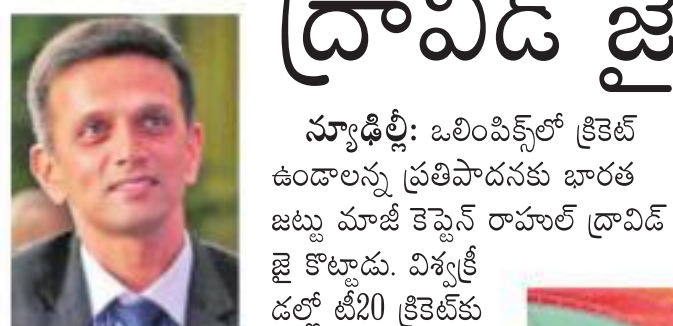 ద్రావిడ్ జై
న్యూఢిల్లీ: ఒలింపిక్స్‌లో క్రికెట్
ఉండాలన్న ప్రతిపాదనకు భారత
జట్టు మాజీ కెప్టెన్ రాహుల్ ద్రావిడ్
జై కొట్టాడు. విశ్వక్రీ
డల్లో టీ20 క్రికెట్‌కు